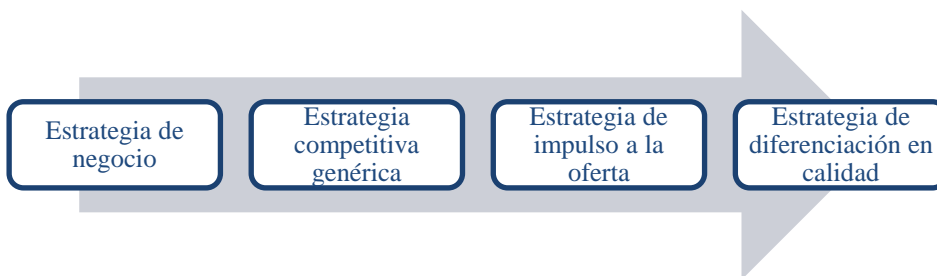 Estrategia de
negocio
Estrategia
competitiva
genérica
Estrategia de
impulso a la
oferta
Estrategia de
diferenciación en
calidad